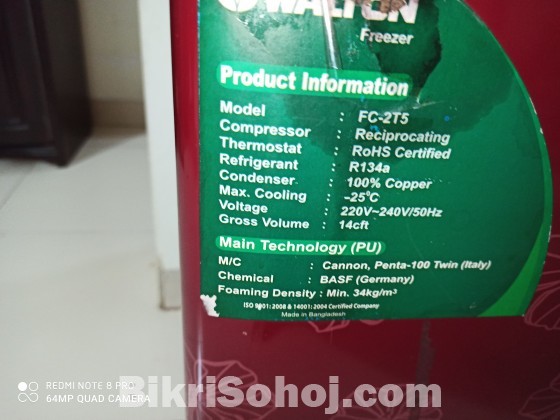 WALTON
Freezer
Product Information
Model : FC-2T5
Compressor : Reciprocating
Thermostat : RoHS Certified
Refrigerant : R134a
Condenser : 100% Copper
Max. Cooling : –25°C
Voltage : 220V~240V/50Hz
Gross Volume : 14cft
Main Technology (PU)
M/C : Cannon, Penta-100 Twin (Italy)
Chemical : BASF (Germany)
Foaming Density : Min. 34kg/m³
ISO 9001: 2008 & 14001: 2004 Certified Company
Made in Bangladesh
REDMI NOTE 8 PRO
64MP QUAD CAMERA
BikriSohoj.com